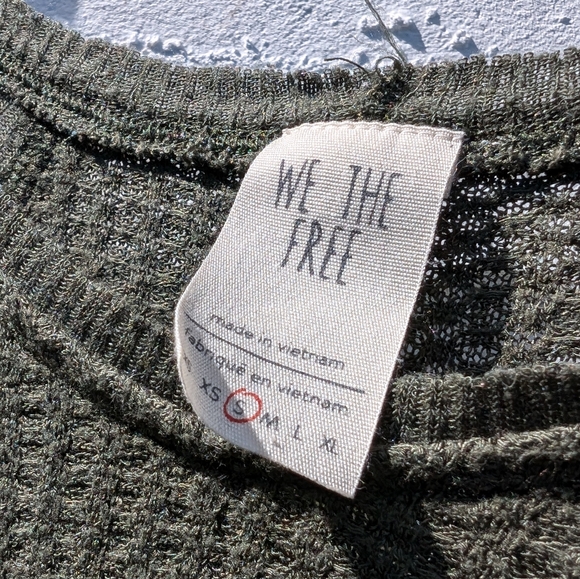 WE THE
FREE
made in vietnam
fabriqué en vietnam
XS S M L XL